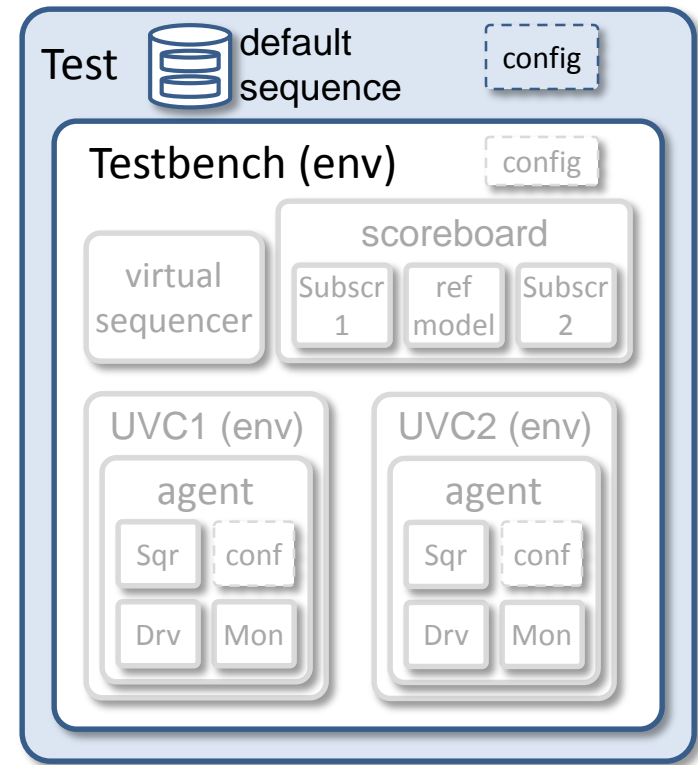 Test
default
sequence
config
Testbench (env)
config
virtual
sequencer
scoreboard
Subscr
1
ref
model
Subscr
2
UVC1 (env)
agent
Sqr
conf
Drv
Mon
UVC2 (env)
agent
Sqr
conf
Drv
Mon